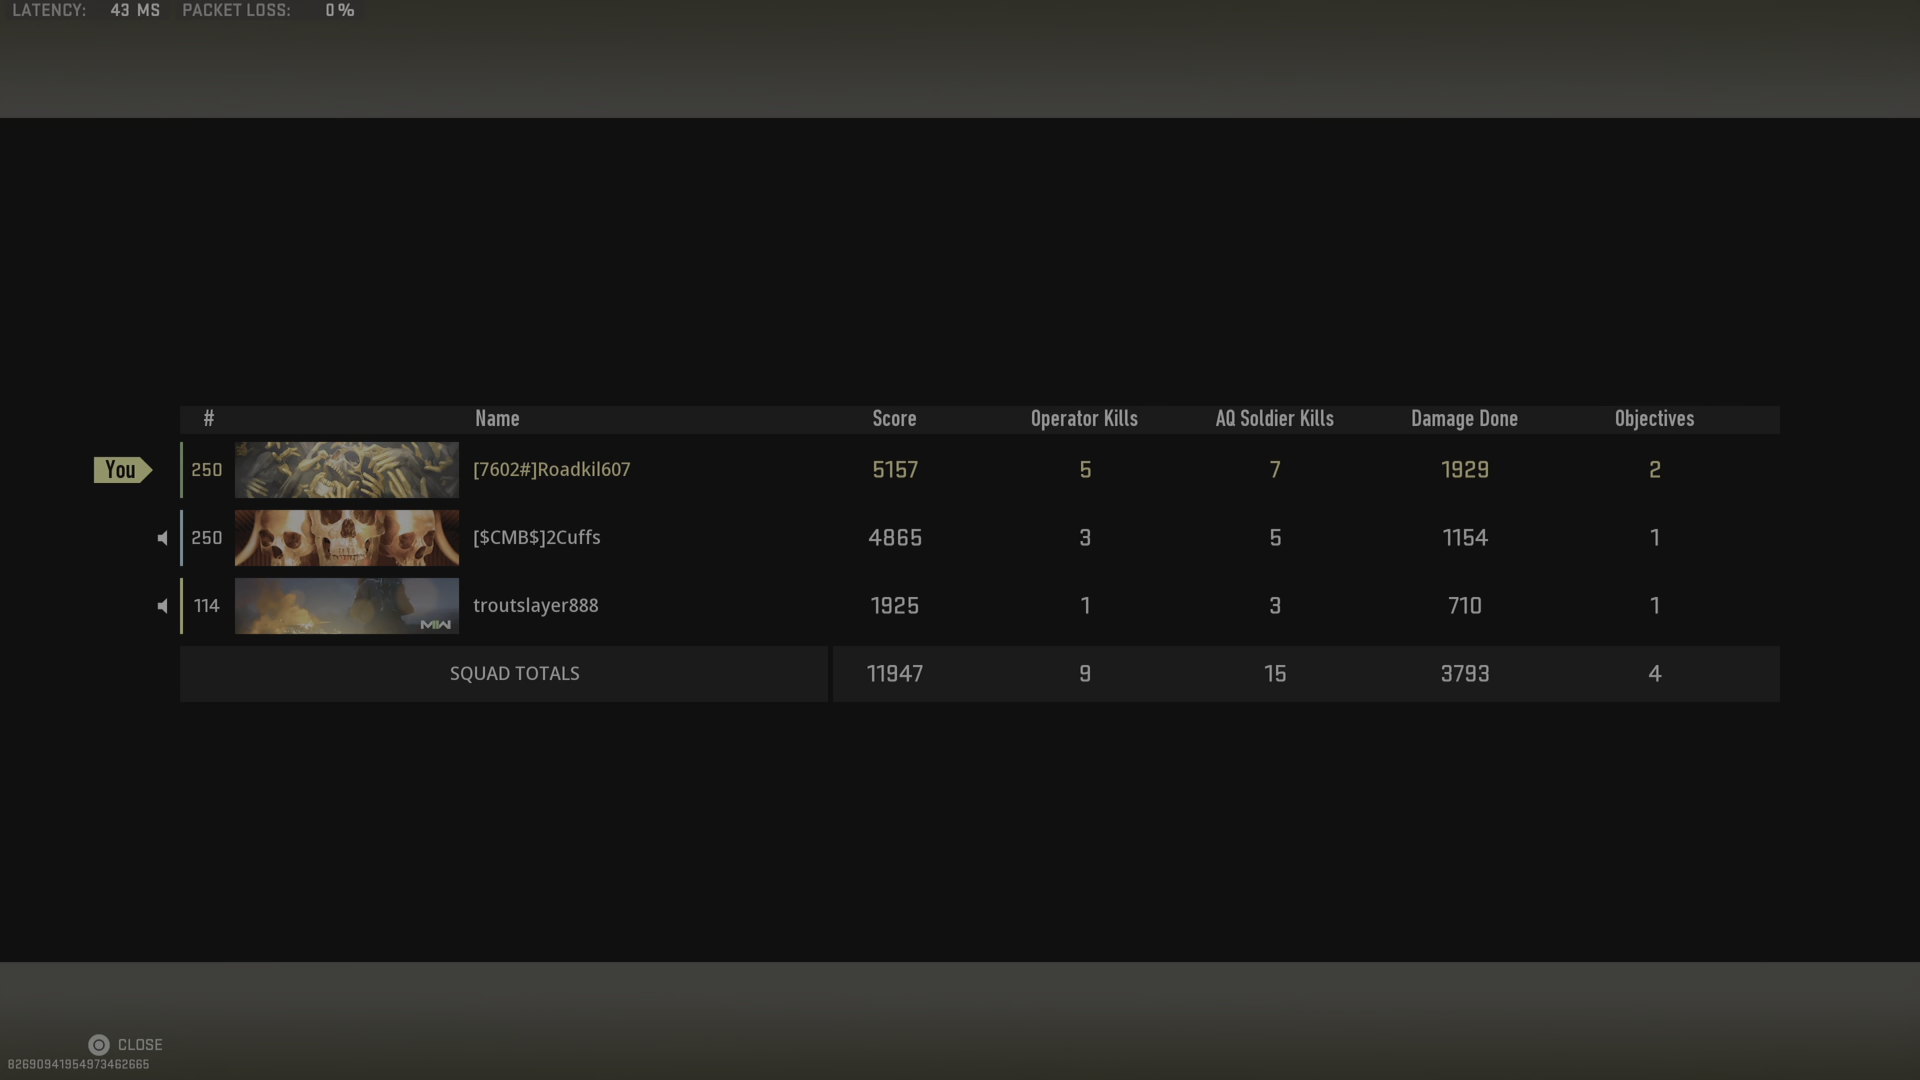 LATENCY: 43 MS PACKET LOSS: 0 %
# Name Score Operator Kills AQ Soldier Kills Damage Done Objectives
You 250 [7602#]Roadkil607 5157 5 7 1929 2
250 [$CMB$]2Cuffs 4865 3 5 1154 1
114 MW troutslayer888 1925 1 3 710 1
SQUAD TOTALS 11947 9 15 3793 4
CLOSE
82690941954973462665